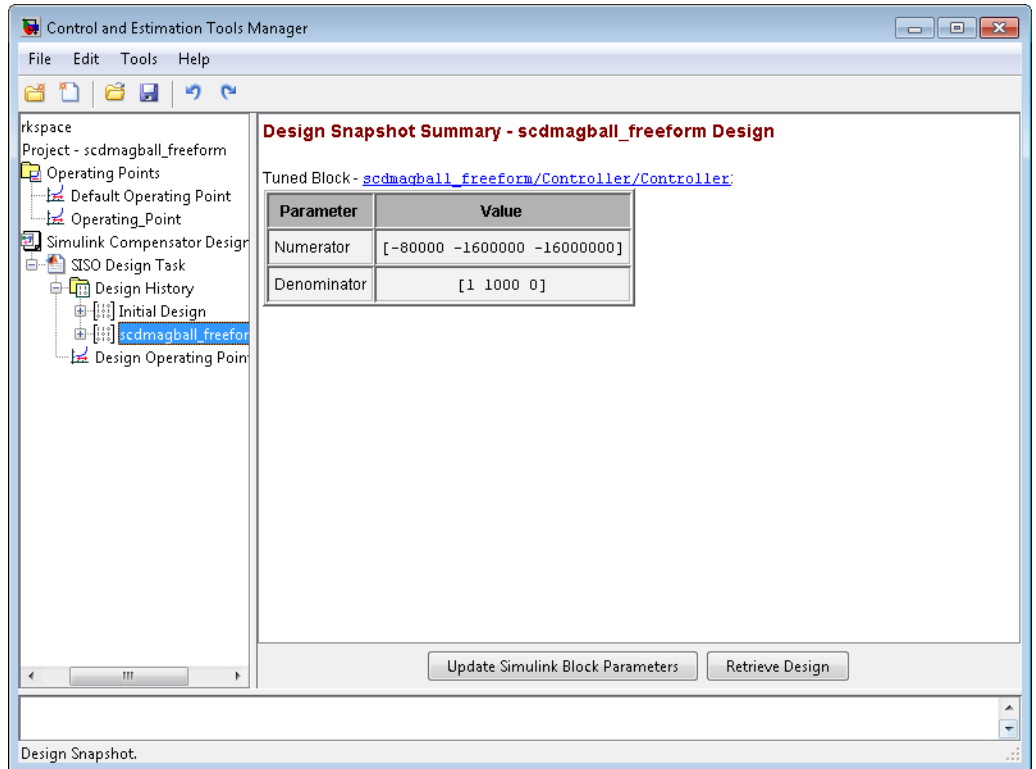 Control and Estimation Tools Manager
File Edit Tools Help
rkspace
Project - scdmagball_freeform
Operating Points
Default Operating Point
Operating_Point
Simulink Compensator Design
SISO Design Task
Design History
Initial Design
scdmagball_freefor
Design Operating Poin
Design Snapshot Summary - scdmagball_freeform Design
Tuned Block - scdmagball_freeform/Controller/Controller:
Parameter Value
Numerator [-80000 -1600000 -16000000]
Denominator [1 1000 0]
Update Simulink Block Parameters Retrieve Design
Design Snapshot.